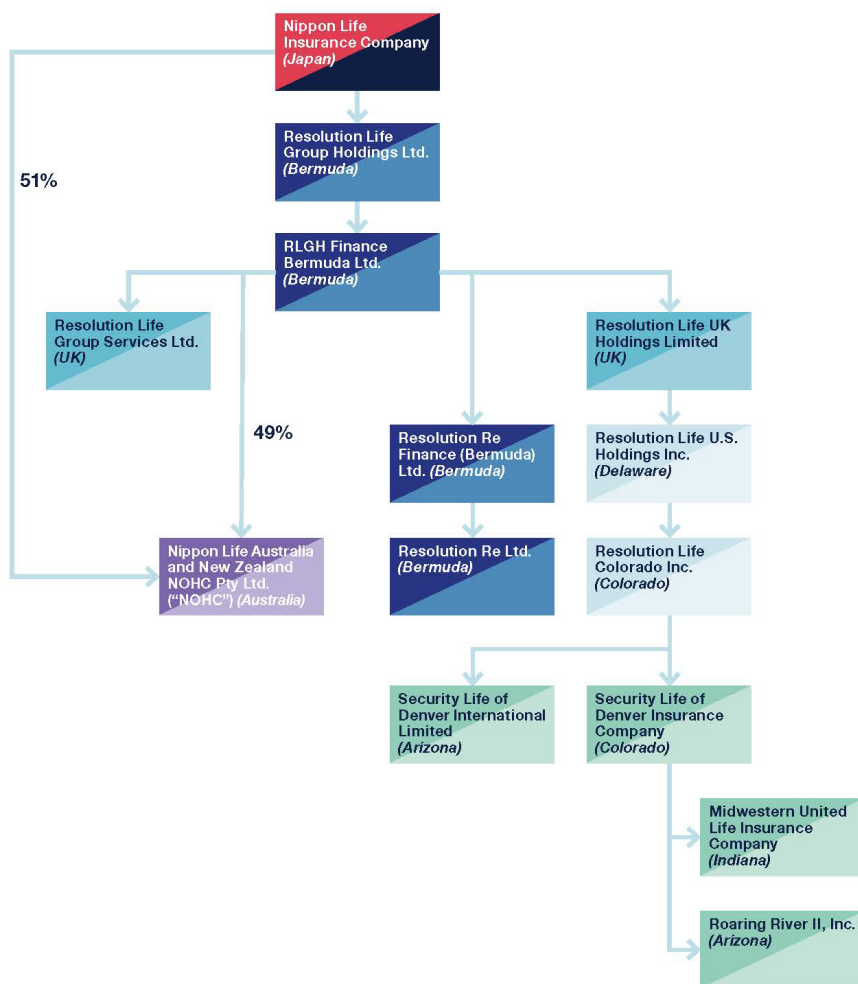 Nippon Life
Insurance Company
(Japan)
Resolution Life
Group Holdings Ltd.
(Bermuda)
51%
RLGH Finance
Bermuda Ltd.
(Bermuda)
Resolution Life
Group Services Ltd.
(UK)
Resolution Life UK
Holdings Limited
(UK)
49%
Resolution Re
Finance (Bermuda)
Ltd. (Bermuda)
Resolution Life U.S.
Holdings Inc.
(Delaware)
Nippon Life Australia
and New Zealand
NOHC Pty Ltd.
(“NOHC”) (Australia)
Resolution Re Ltd.
(Bermuda)
Resolution Life
Colorado Inc.
(Colorado)
Security Life of
Denver International
Limited
(Arizona)
Security Life of
Denver Insurance
Company
(Colorado)
Midwestern United
Life Insurance
Company
(Indiana)
Roaring River II, Inc.
(Arizona)